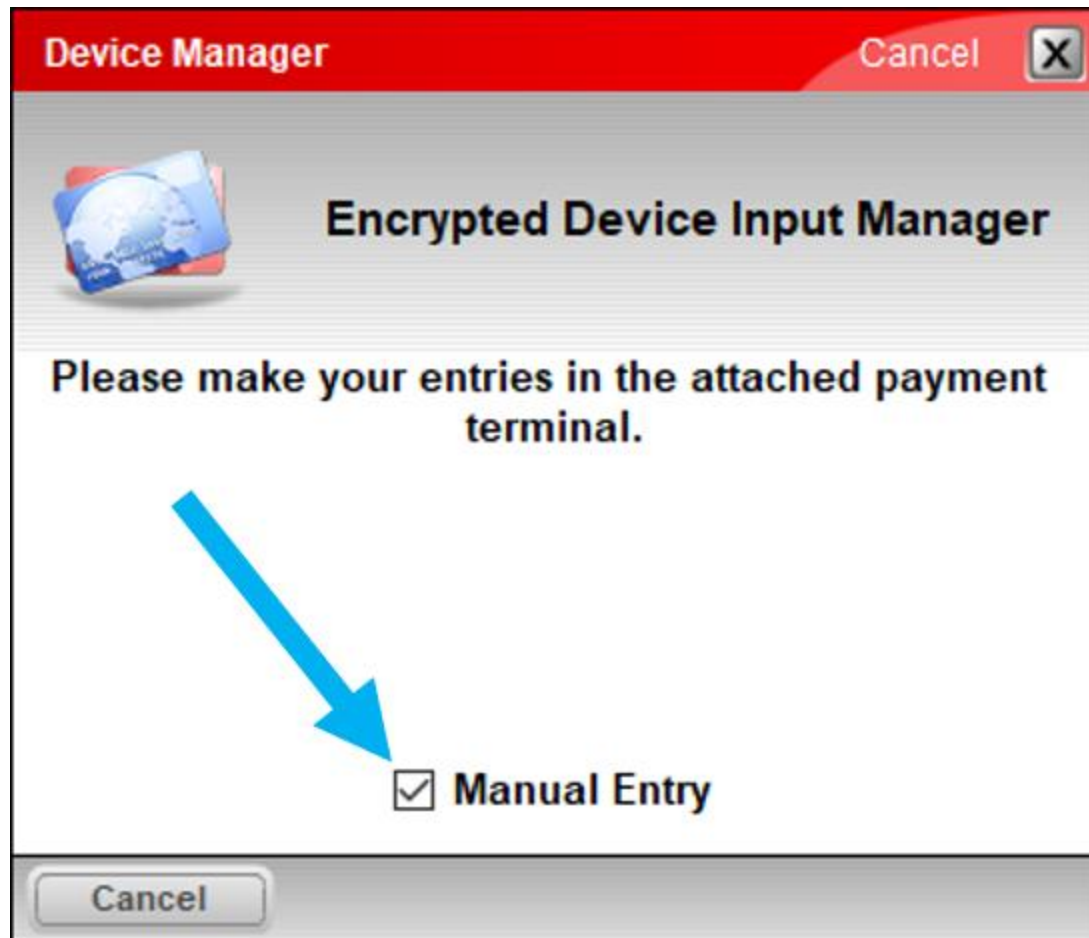 Device Manager
Cancel
X
Encrypted Device Input Manager
Please make your entries in the attached payment
terminal.
Manual Entry
Cancel